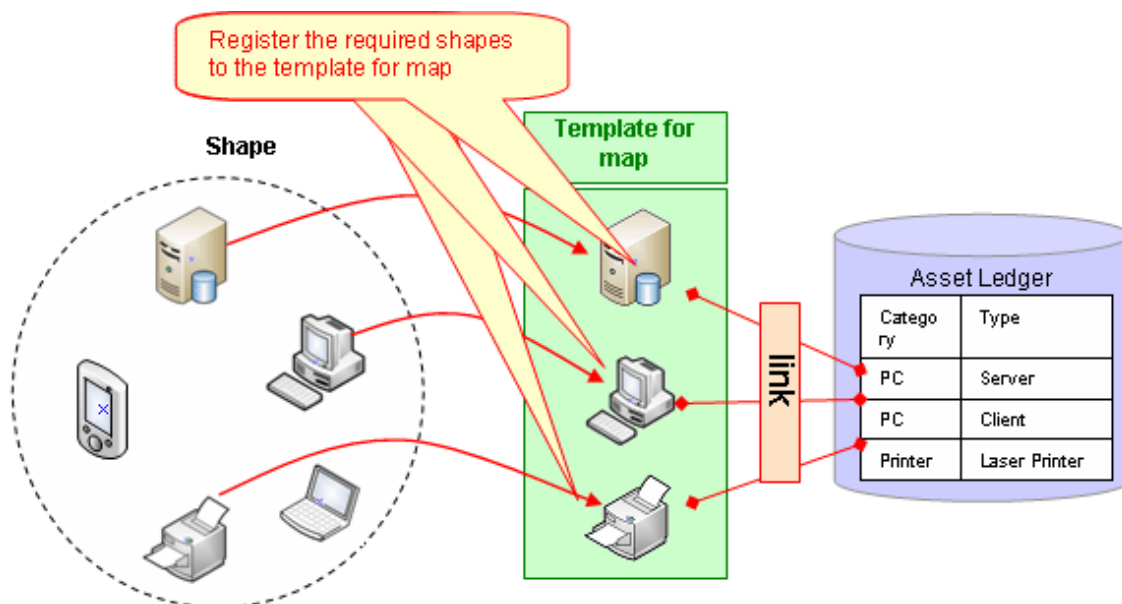 Register the required shapes
to the template for map
Shape
Template for
map
link
Asset Ledger
Catego
ry
Type
PC
Server
PC
Client
Printer
Laser Printer